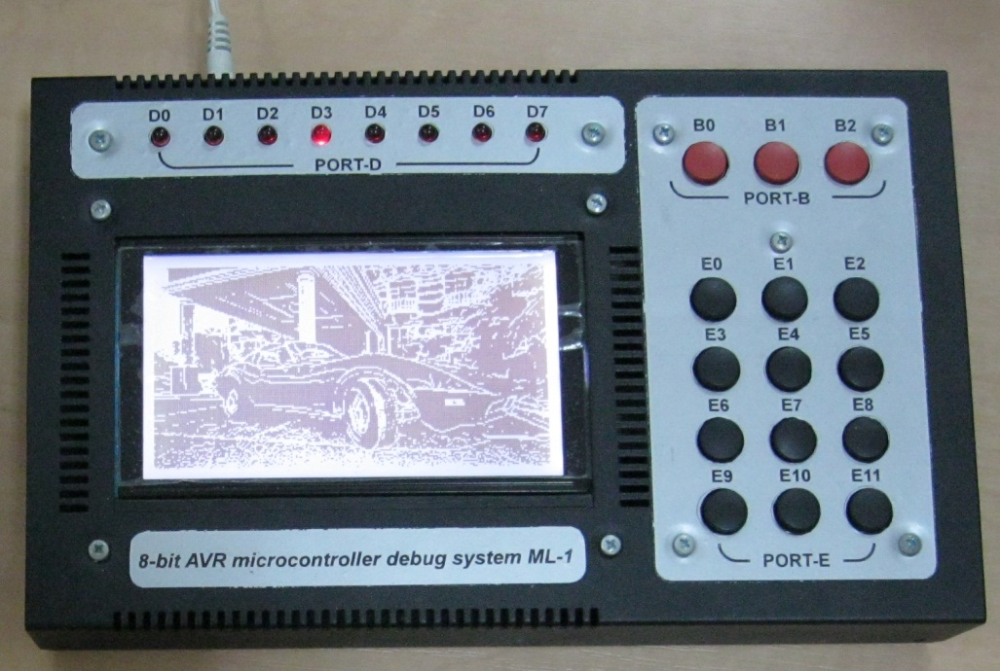 D0 D1 D2 D3 D4 D5 D6 D7
PORT-D
B0 B1 B2
PORT-B
E0 E1 E2
E3 E4 E5
E6 E7 E8
E9 E10 E11
PORT-E
8-bit AVR microcontroller debug system ML-1